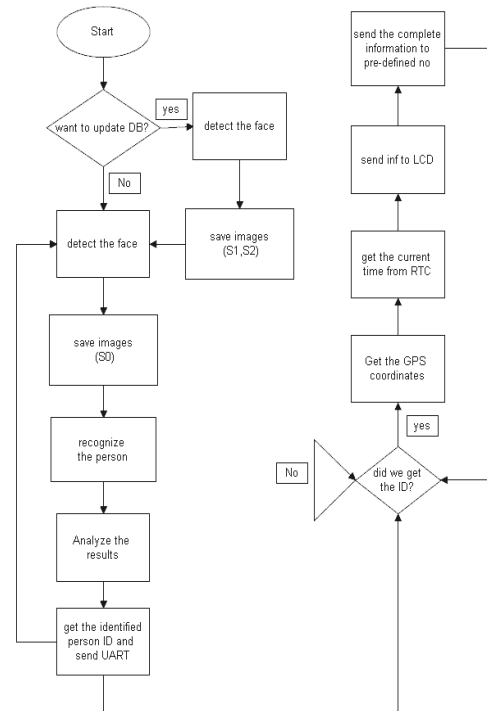 Start
want to update DB?
yes
detect the face
No
save images
(S1,S2)
detect the face
save images
(S0)
recognize
the person
Analyze the
results
get the identified
person ID and
send UART
send the complete
information to
pre-defined no
send inf to LCD
get the current
time from RTC
Get the GPS
coordinates
yes
No
did we get
the ID?